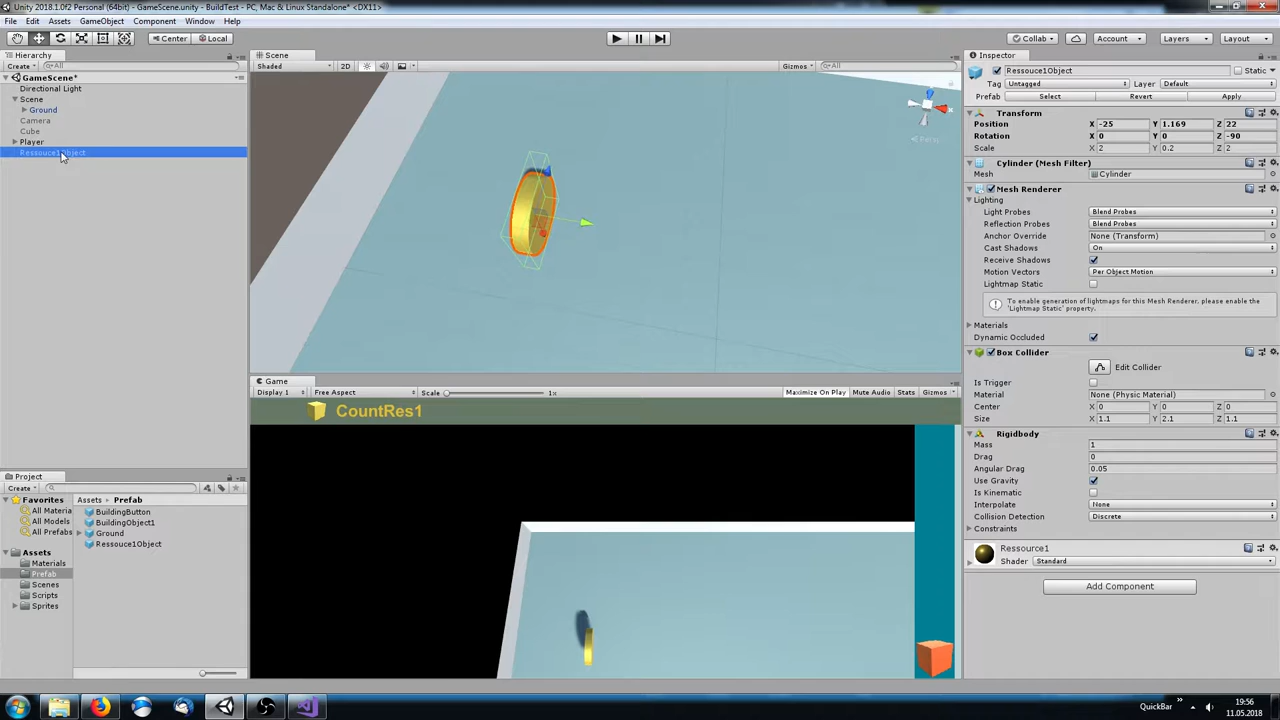 Unity 2018.1.0f2 Personal (64bit) - GameScene.unity - BuildTest - PC, Mac & Linux Standalone* <DX11>
File Edit Assets GameObject Component Window Help
Center Local Collab Account Layers Layout
Hierarchy
Create All
GameScene*
Directional Light
Scene
Ground
Camera
Cube
Player
Ressouce1Object
Scene
Shaded 2D Gizmos All
Persp
Game
Display 1 Free Aspect Scale 1x Maximize On Play Mute Audio Stats Gizmos
CountRes1
Inspector
Ressouce1Object Static
Tag Untagged Layer Default
Prefab Select Revert Apply
Transform
Position X -25 Y 1.169 Z 22
Rotation X 0 Y 0 Z -90
Scale X 2 Y 0.2 Z 2
Cylinder (Mesh Filter)
Mesh Cylinder
Mesh Renderer
Lighting
Light Probes Blend Probes
Reflection Probes Blend Probes
Anchor Override None (Transform)
Cast Shadows On
Receive Shadows
Motion Vectors Per Object Motion
Lightmap Static
To enable generation of lightmaps for this Mesh Renderer, please enable the
'Lightmap Static' property.
Materials
Dynamic Occluded
Box Collider
Edit Collider
Is Trigger
Material None (Physic Material)
Center X 0 Y 0 Z 0
Size X 1.1 Y 2.1 Z 1.1
Rigidbody
Mass 1
Drag 0
Angular Drag 0.05
Use Gravity
Is Kinematic
Interpolate None
Collision Detection Discrete
Constraints
Ressource1
Shader Standard
Add Component
Project
Create
Favorites
All Materia
All Models
All Prefabs
Assets
Materials
Prefab
Scenes
Scripts
Sprites
Assets Prefab
BuildingButton
BuildingObject1
Ground
Ressouce1Object
QuickBar
19:56
11.05.2018